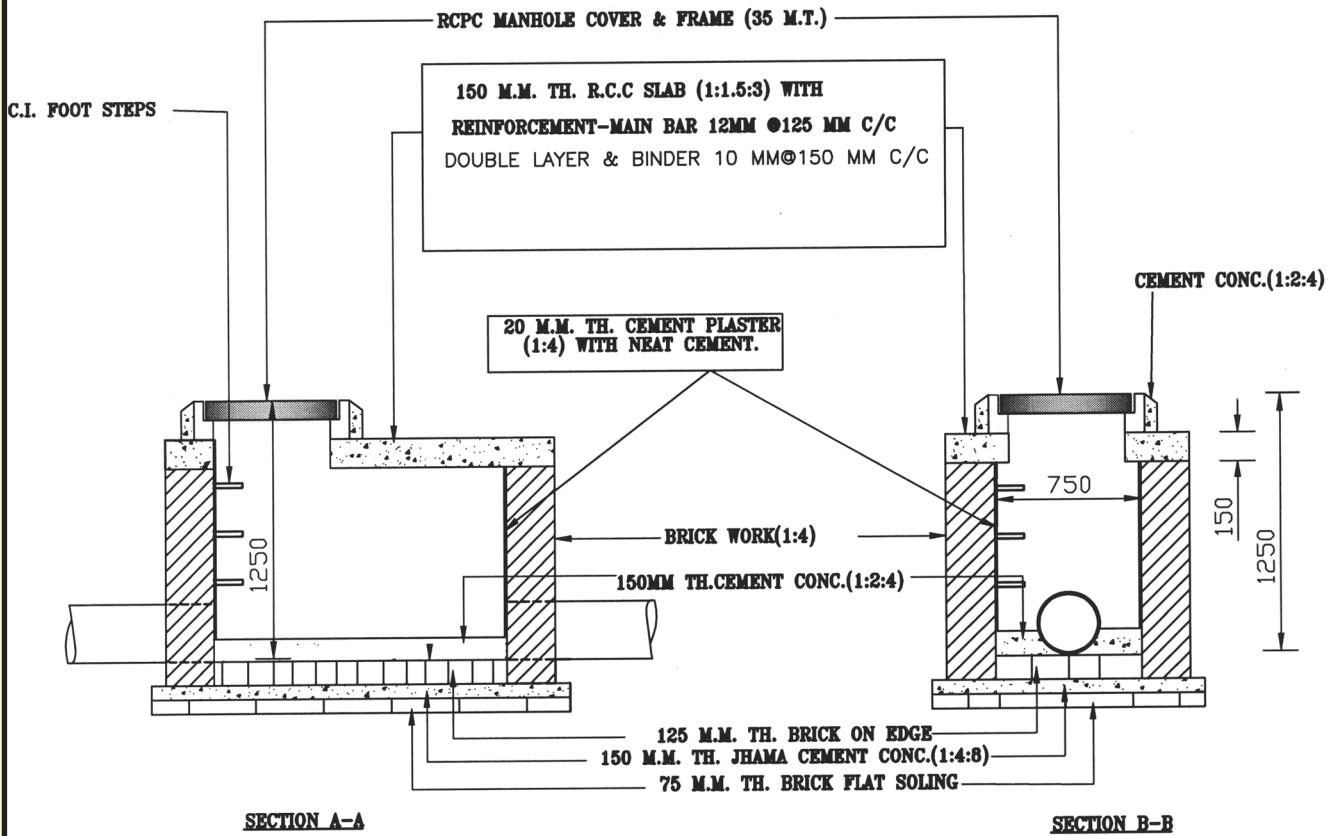 RCPC MANHOLE COVER & FRAME (35 M.T.)
C.I. FOOT STEPS
150 M.M. TH. R.C.C SLAB (1:1.5:3) WITH
REINFORCEMENT-MAIN BAR 12MM @125 MM C/C
DOUBLE LAYER & BINDER 10 MM@150 MM C/C
CEMENT CONC.(1:2:4)
20 M.M. TH. CEMENT PLASTER
(1:4) WITH NEAT CEMENT.
750
150
1250
1250
BRICK WORK(1:4)
150MM TH.CEMENT CONC.(1:2:4)
125 M.M. TH. BRICK ON EDGE
150 M.M. TH. JHAMA CEMENT CONC.(1:4:8)
75 M.M. TH. BRICK FLAT SOLING
SECTION A-A
SECTION B-B